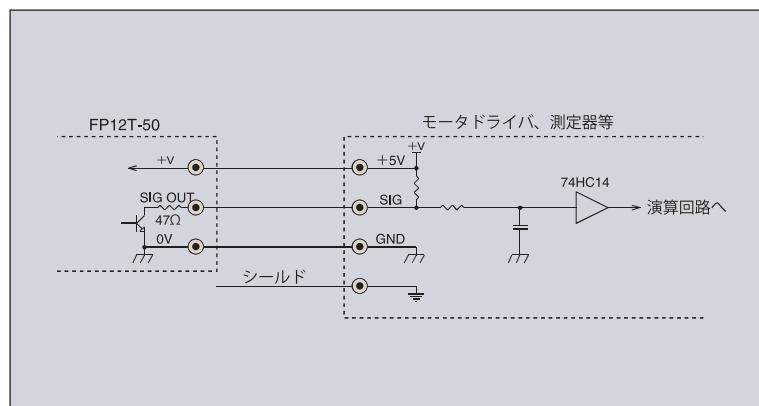 FP12T-50
モータドライバ、測定器等
+V
+5V
+V
SIG OUT
47Ω
SIG
74HC14
演算回路へ
0V
GND
シールド